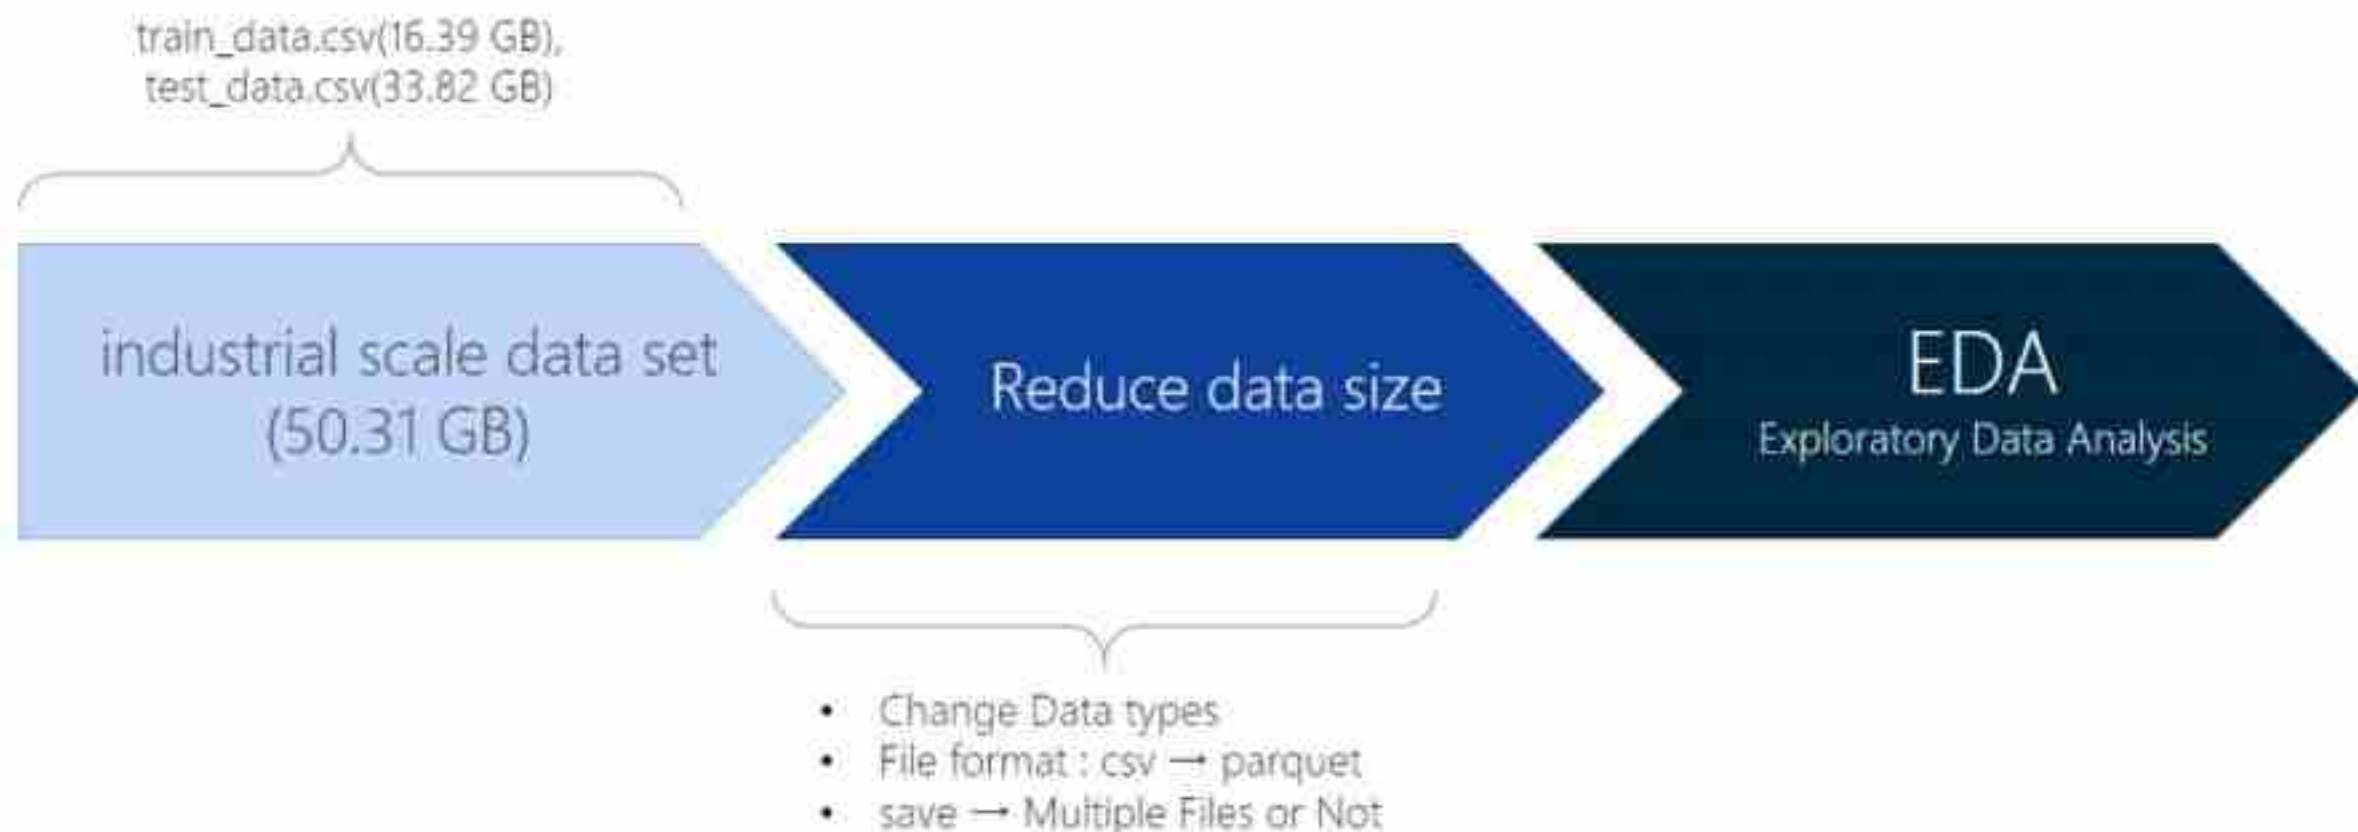 train_data.csv(16.39 GB),
test_data.csv(33.82 GB)
industrial scale data set
(50.31 GB)
Reduce data size
EDA
Exploratory Data Analysis
• Change Data types
• File format : csv → parquet
• save → Multiple Files or Not